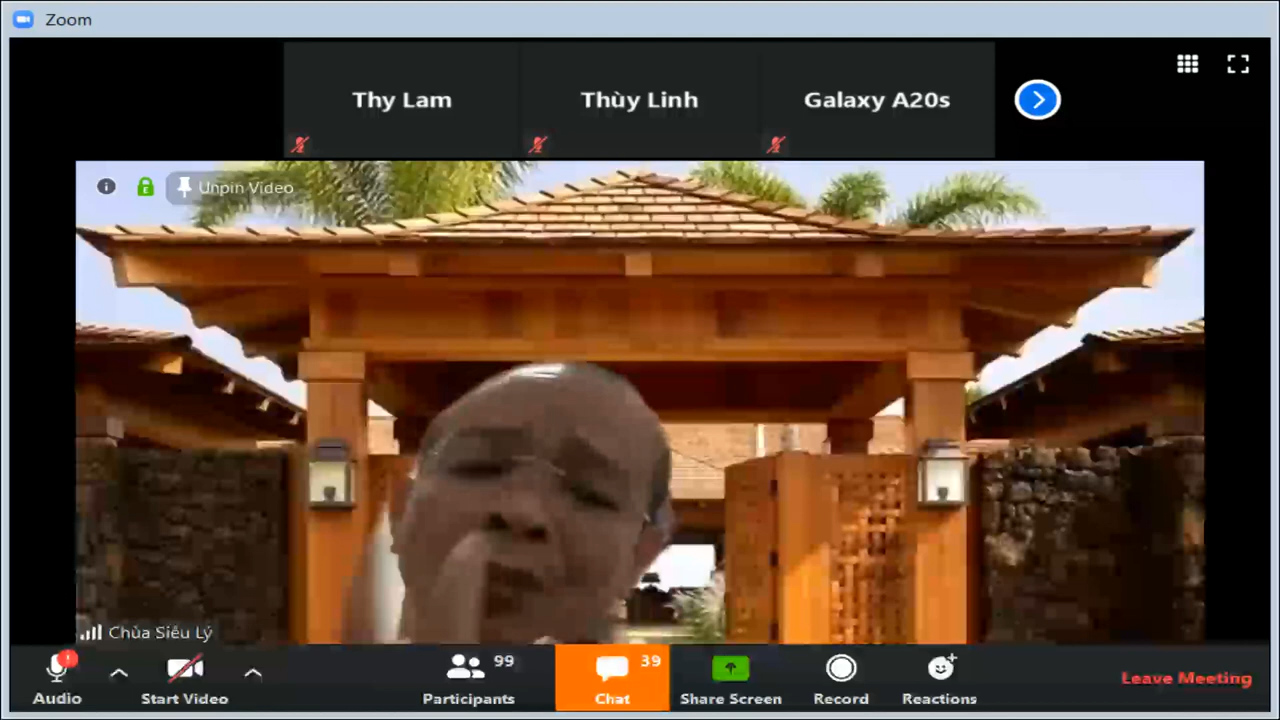 Zoom
Thy Lam
Thùy Linh
Galaxy A20s
Unpin Video
Chùa Siêu Lý
99
39
Audio
Start Video
Participants
Chat
Share Screen
Record
Reactions
Leave Meeting